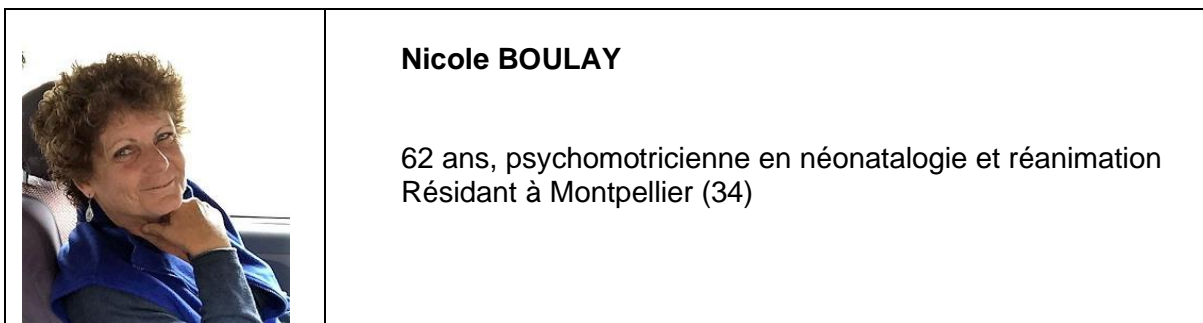 Nicole BOULAY
62 ans, psychomotricienne en néonatalogie et réanimation
Résidant à Montpellier (34)